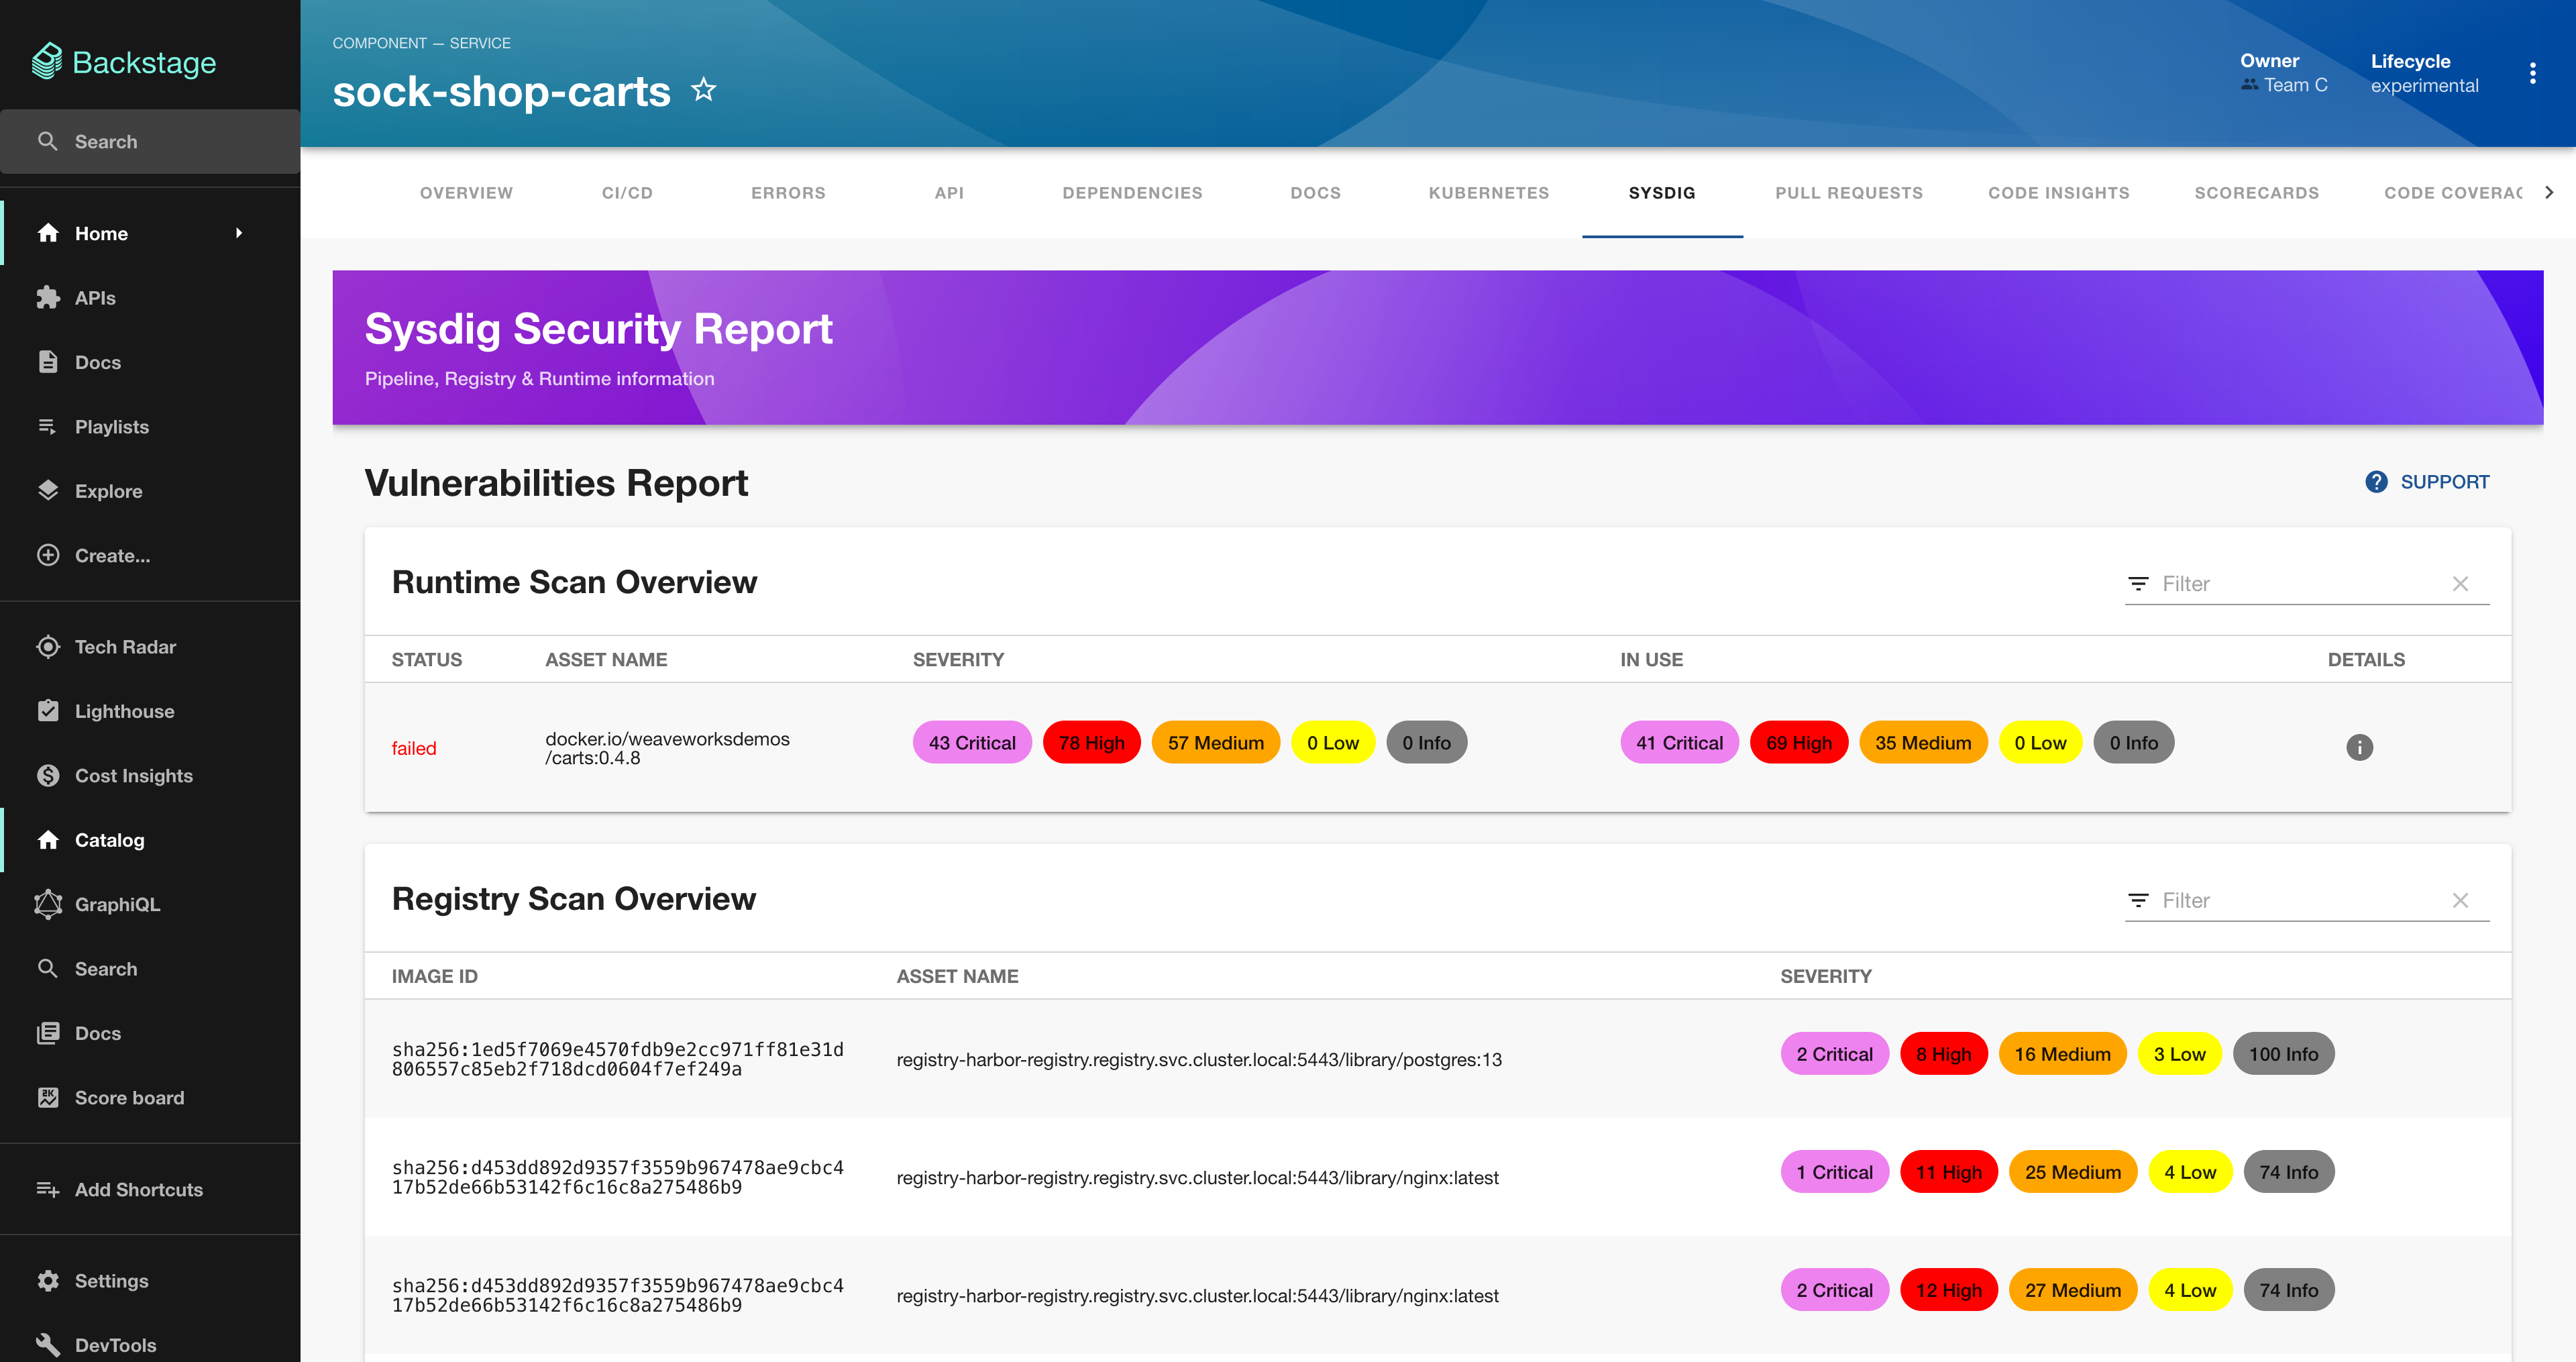 Backstage
Search
Home
APIs
Docs
Playlists
Explore
Create...
Tech Radar
Lighthouse
Cost Insights
Catalog
GraphiQL
Search
Docs
Score board
Add Shortcuts
Settings
DevTools
COMPONENT — SERVICE
sock-shop-carts
Owner
Team C
Lifecycle
experimental
OVERVIEW CI/CD ERRORS API DEPENDENCIES DOCS KUBERNETES SYSDIG PULL REQUESTS CODE INSIGHTS SCORECARDS CODE COVERAG
Sysdig Security Report
Pipeline, Registry & Runtime information
Vulnerabilities Report
SUPPORT
Runtime Scan Overview
Filter
STATUS ASSET NAME SEVERITY IN USE DETAILS
failed
docker.io/weaveworksdemos
/carts:0.4.8
43 Critical 78 High 57 Medium 0 Low 0 Info
41 Critical 69 High 35 Medium 0 Low 0 Info
Registry Scan Overview
Filter
IMAGE ID ASSET NAME SEVERITY
sha256:1ed5f7069e4570fdb9e2cc971ff81e31d
806557c85eb2f718dcd0604f7ef249a
registry-harbor-registry.registry.svc.cluster.local:5443/library/postgres:13
2 Critical 8 High 16 Medium 3 Low 100 Info
sha256:d453dd892d9357f3559b967478ae9cbc4
17b52de66b53142f6c16c8a275486b9
registry-harbor-registry.registry.svc.cluster.local:5443/library/nginx:latest
1 Critical 11 High 25 Medium 4 Low 74 Info
sha256:d453dd892d9357f3559b967478ae9cbc4
17b52de66b53142f6c16c8a275486b9
registry-harbor-registry.registry.svc.cluster.local:5443/library/nginx:latest
2 Critical 12 High 27 Medium 4 Low 74 Info